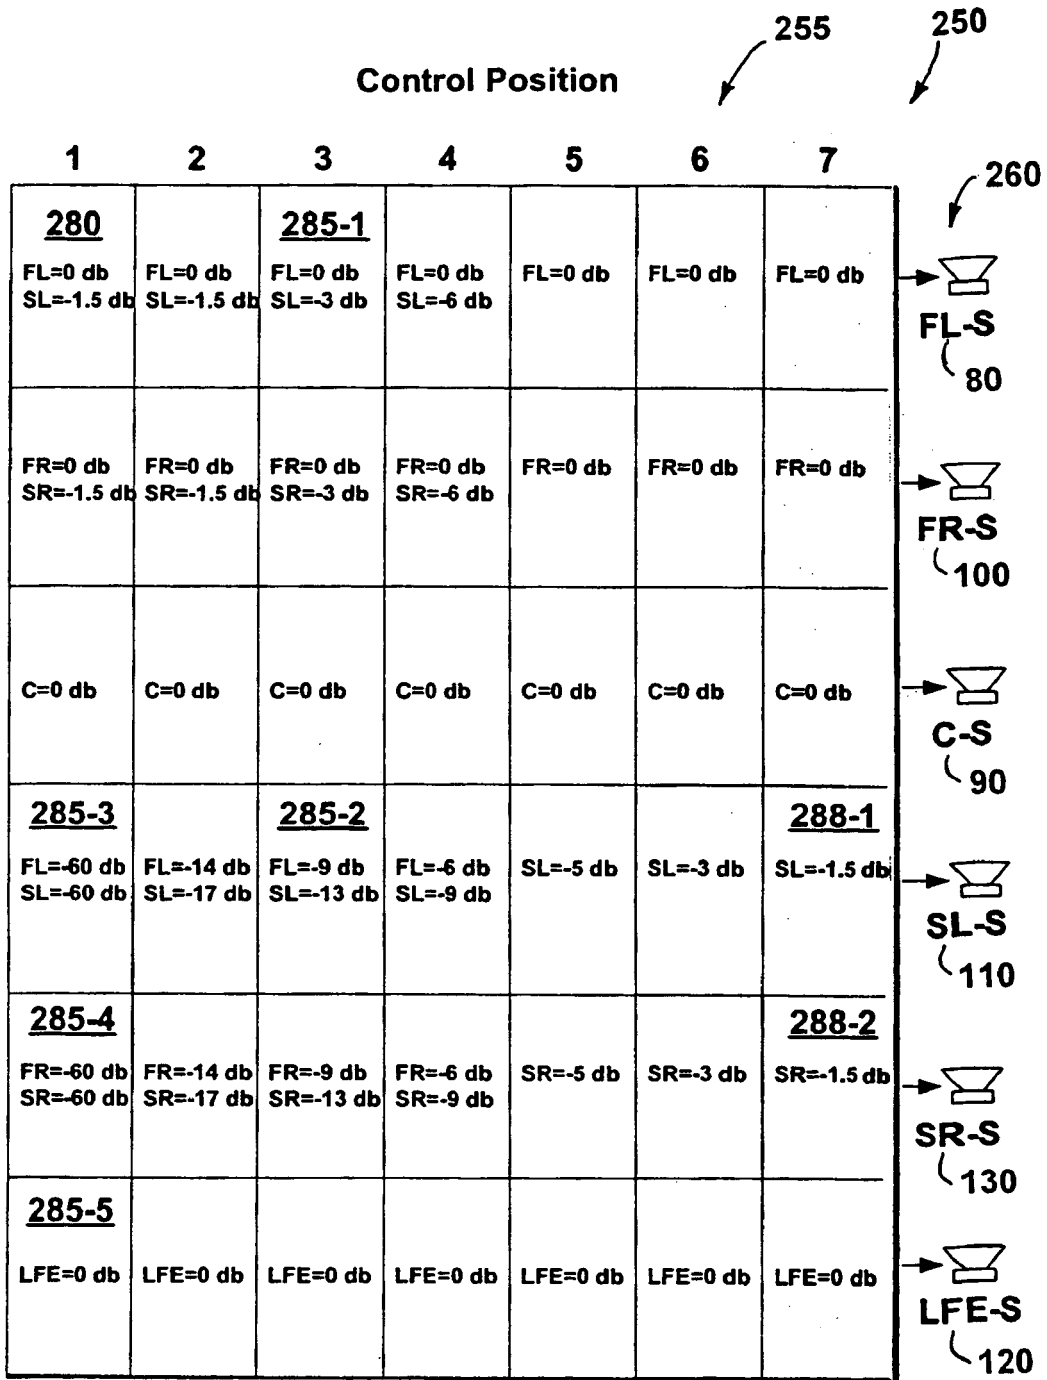 255
250
Control Position
1 2 3 4 5 6 7
260
280 285-1
FL=0 db FL=0 db FL=0 db FL=0 db FL=0 db FL=0 db FL=0 db
SL=-1.5 db SL=-1.5 db SL=-3 db SL=-6 db
FL-S
80
FR=0 db FR=0 db FR=0 db FR=0 db FR=0 db FR=0 db FR=0 db
SR=-1.5 db SR=-1.5 db SR=-3 db SR=-6 db
FR-S
100
C=0 db C=0 db C=0 db C=0 db C=0 db C=0 db C=0 db
C-S
90
285-3 285-2 288-1
FL=-60 db FL=-14 db FL=-9 db FL=-6 db SL=-5 db SL=-3 db SL=-1.5 db
SL=-60 db SL=-17 db SL=-13 db SL=-9 db
SL-S
110
285-4 288-2
FR=-60 db FR=-14 db FR=-9 db FR=-6 db SR=-5 db SR=-3 db SR=-1.5 db
SR=-60 db SR=-17 db SR=-13 db SR=-9 db
SR-S
130
285-5
LFE=0 db LFE=0 db LFE=0 db LFE=0 db LFE=0 db LFE=0 db LFE=0 db
LFE-S
120